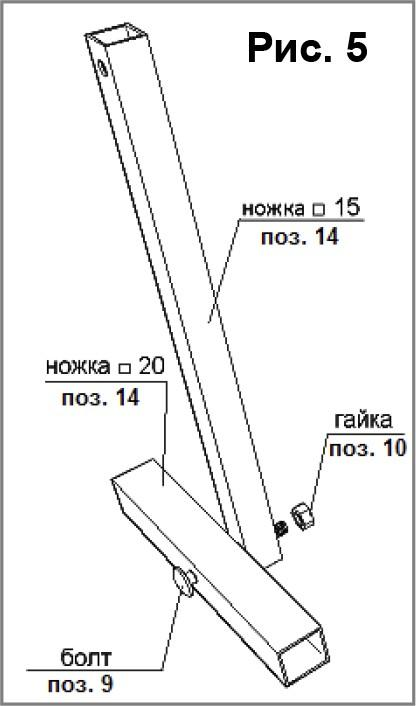 Рис. 5
ножка □ 15
поз. 14
ножка □ 20
поз. 14
гайка
поз. 10
болт
поз. 9